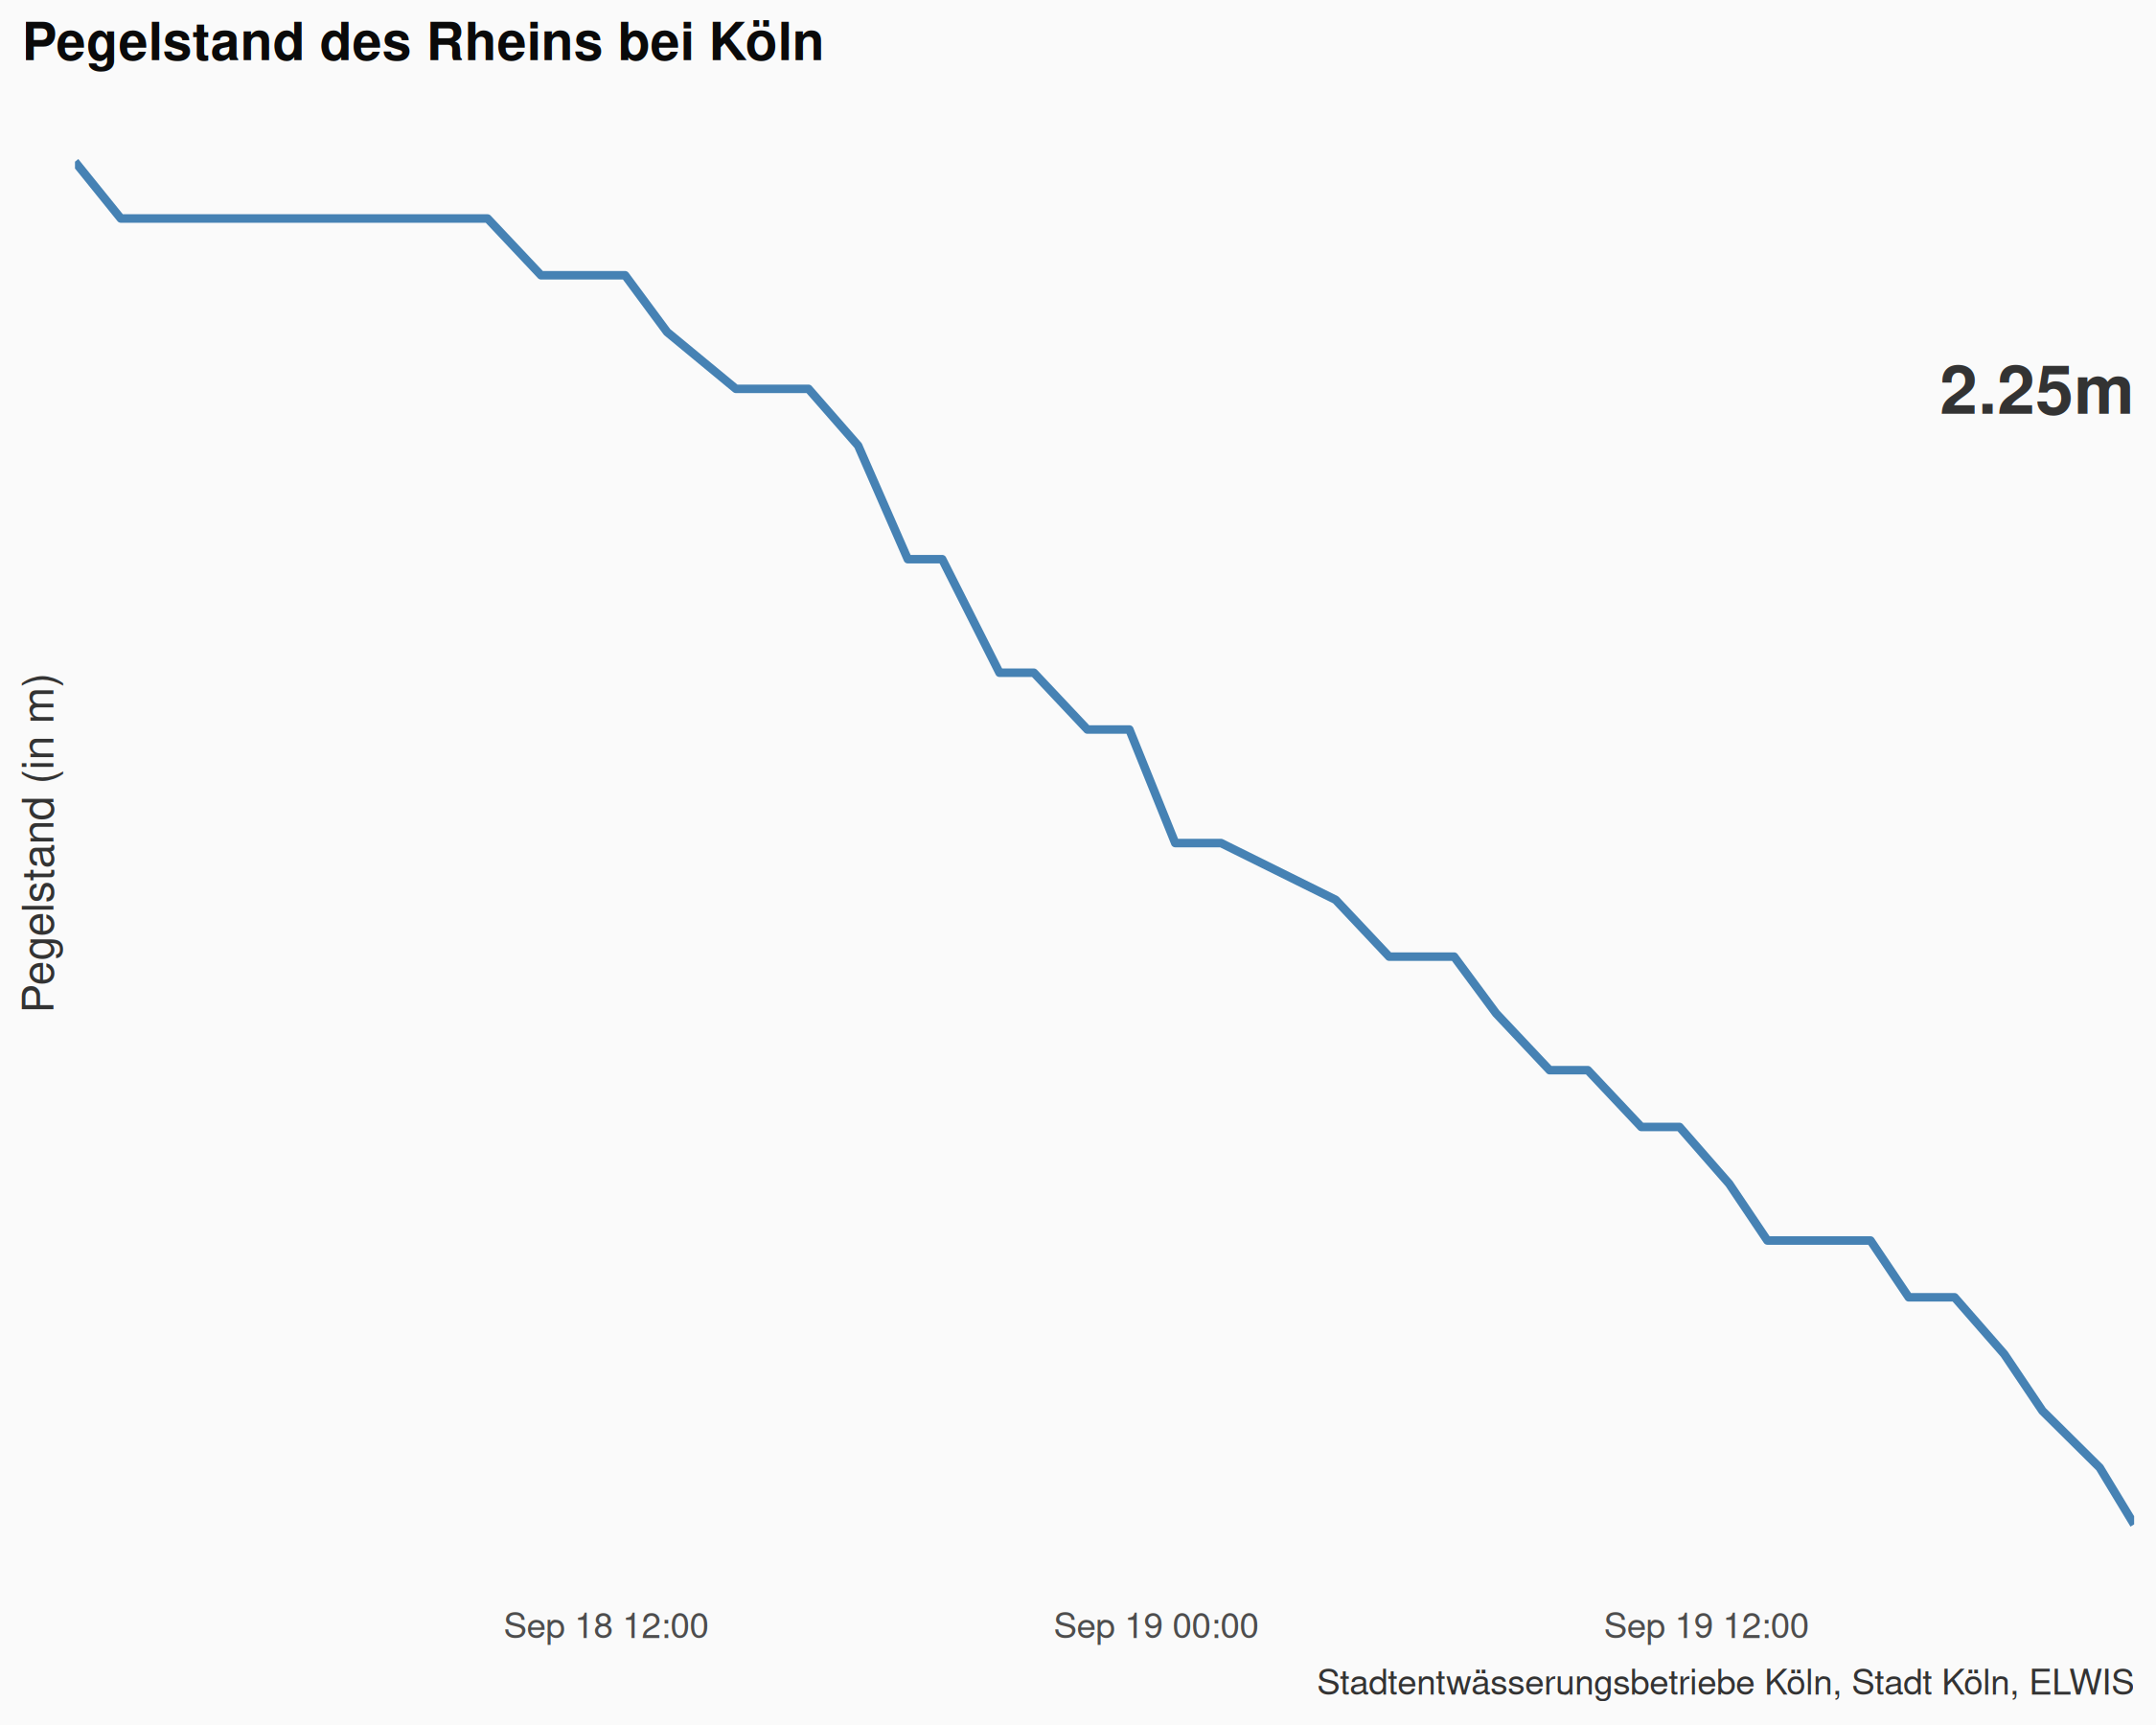 Pegelstand des Rheins bei Köln
2.25m
Pegelstand (in m)
Sep 18 12:00
Sep 19 00:00
Sep 19 12:00
Stadtentwässerungsbetriebe Köln, Stadt Köln, ELWIS